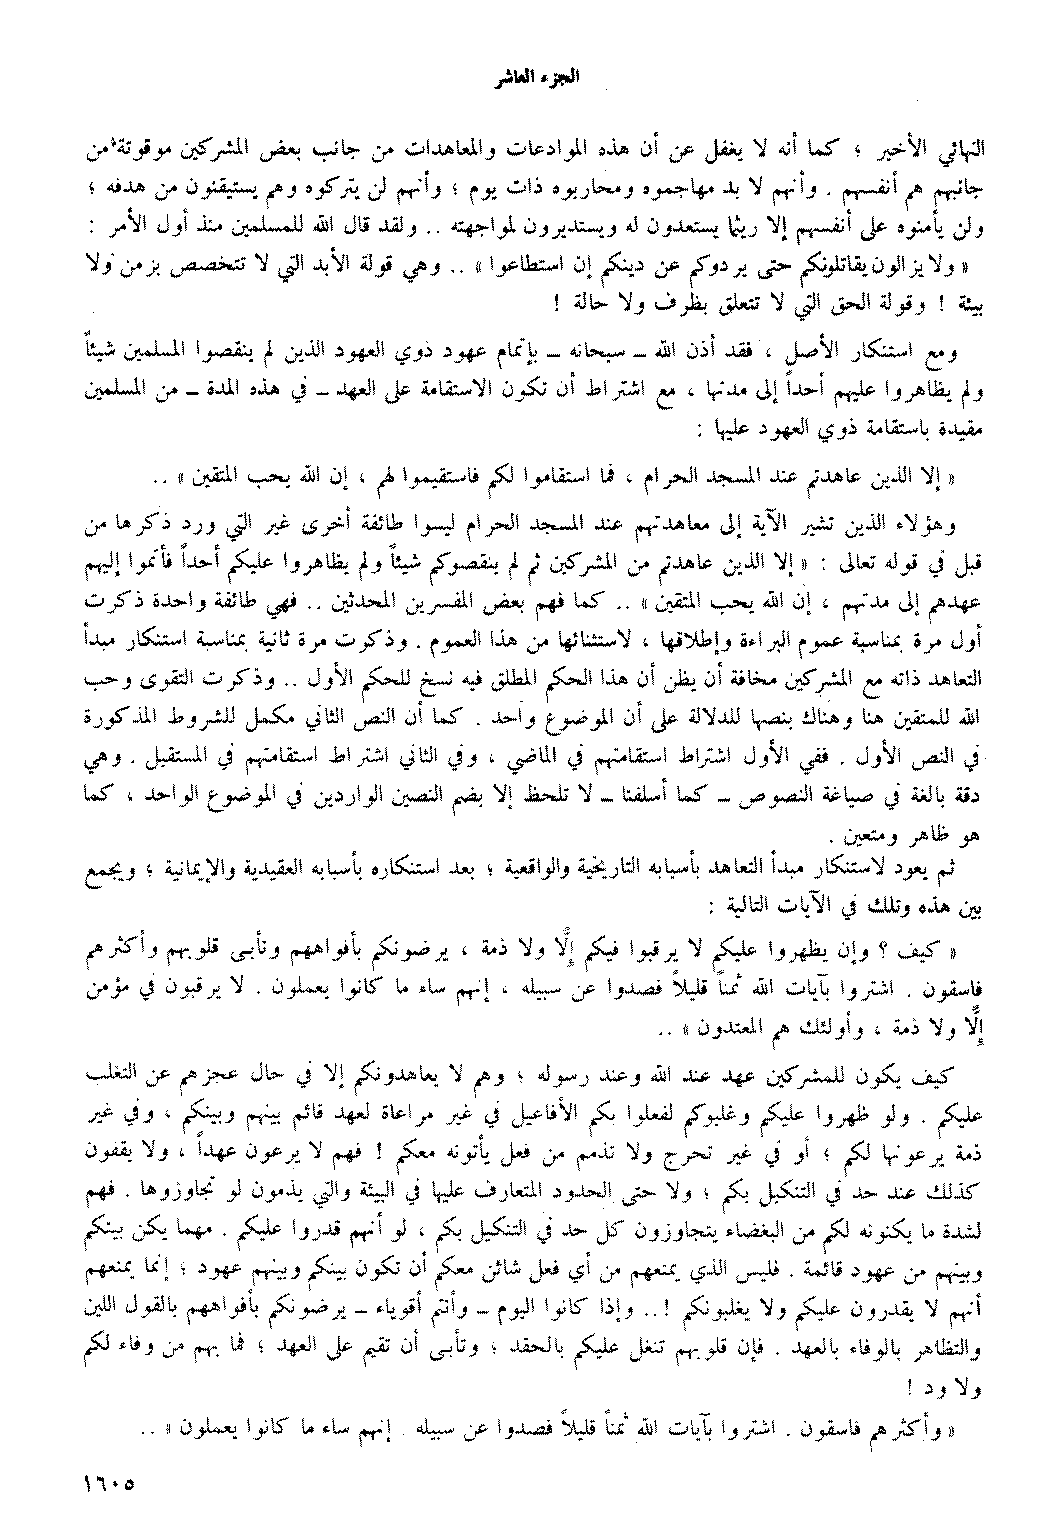 الجزء العاشر
النهائي الأخير ؛ كما أنه لا يغفل عن أن هذه الموادعات والمعاهدات من جانب بعض المشركين موقوتة من
جانبهم هم أنفسهم . وأنهم لا بد مهاجموه ومحاربوه ذات يوم ؛ وأنهم لن يتركوه وهم يستيقنون من هدفه ؛
ولن يأمنوه على أنفسهم إلا ريثما يستعدون له ويستديرون لمواجهته .. ولقد قال الله للمسلمين منذ أول الأمر :
« ولا يزالون يقاتلونكم حتى يردوكم عن دينكم إن استطاعوا » .. وهي قولة الأبد التي لا تتخصص بزمن ولا
بيئة ! وقولة الحق التي لا تتعلق بظرف ولا حالة !
ومع استنكار الأصل ، فقد أذن الله – سبحانه – بإتمام عهود ذوي العهود الذين لم ينقصوا المسلمين شيئاً
ولم يظاهروا عليهم أحداً إلى مدتها ، مع اشتراط أن تكون الاستقامة على العهد – في هذه المدة – من المسلمين
مقيدة باستقامة ذوي العهود عليها :
« إلا الذين عاهدتم عند المسجد الحرام ، فما استقاموا لكم فاستقيموا لهم ، إن الله يحب المتقين » ..
وهؤلاء الذين تشير الآية إلى معاهدتهم عند المسجد الحرام ليسوا طائفة أخرى غير التي ورد ذكرها من
قبل في قوله تعالى : « إلا الذين عاهدتم من المشركين ثم لم ينقصوكم شيئاً ولم يظاهروا عليكم أحداً فأتموا إليهم
عهدهم إلى مدتهم ، إن الله يحب المتقين » .. كما فهم بعض المفسرين المحدثين .. فهي طائفة واحدة ذكرت
أول مرة بمناسبة عموم البراءة وإطلاقها ، لاستثنائها من هذا العموم . وذكرت مرة ثانية بمناسبة استنكار مبدأ
التعاهد ذاته مع المشركين مخافة أن يظن أن هذا الحكم المطلق فيه نسخ للحكم الأول .. وذكرت التقوى وحب
الله للمتقين هنا وهناك بنصها للدلالة على أن الموضوع واحد . كما أن النص الثاني مكمل للشروط المذكورة
في النص الأول . ففي الأول اشتراط استقامتهم في الماضي ، وفي الثاني اشتراط استقامتهم في المستقبل . وهي
دقة بالغة في صياغة النصوص – كما أسلفنا – لا تلحظ إلا بضم النصين الواردين في الموضوع الواحد ، كما
هو ظاهر ومتعين .
ثم يعود لاستنكار مبدأ التعاهد بأسبابه التاريخية والواقعية ؛ بعد استنكاره بأسبابه العقيدية والإيمانية ؛ ويجمع
بين هذه وتلك في الآيات التالية :
« كيف ؟ وإن يظهروا عليكم لا يرقبوا فيكم إلًّا ولا ذمة ، يرضونكم بأفواههم وتأبى قلوبهم وأكثرهم
فاسقون . اشتروا بآيات الله ثمناً قليلاً فصدوا عن سبيله ، إنهم ساء ما كانوا يعملون . لا يرقبون في مؤمن
إلًّا ولا ذمة ، وأولئك هم المعتدون » ..
كيف يكون للمشركين عهد عند الله وعند رسوله ؛ وهم لا يعاهدونكم إلا في حال عجزهم عن التغلب
عليكم . ولو ظهروا عليكم وغلبوكم لفعلوا بكم الأفاعيل في غير مراعاة لعهد قائم بينهم وبينكم ، وفي غير
ذمة يرعونها لكم ؛ أو في غير تحرج ولا تذمم من فعل يأتونه معكم ! فهم لا يرعون عهداً ، ولا يقفون
كذلك عند حد في التنكيل بكم ؛ ولا حتى الحدود المتعارف عليها في البيئة والتي يذمون لو تجاوزوها . فهم
لشدة ما يكنونه لكم من البغضاء يتجاوزون كل حد في التنكيل بكم ، لو أنهم قدروا عليكم . مهما يكن بينكم
وبينهم من عهود قائمة . فليس الذي يمنعهم من أي فعل شائن معكم أن تكون بينكم وبينهم عهود ؛ إنما يمنعهم
أنهم لا يقدرون عليكم ولا يغلبونكم !.. وإذا كانوا اليوم – وأنتم أقوياء – يرضونكم بأفواههم بالقول اللين
والتظاهر بالوفاء بالعهد . فإن قلوبهم تنغل عليكم بالحقد ؛ وتأبى أن تقيم على العهد ؛ فما بهم من وفاء لكم
ولا ود !
« وأكثرهم فاسقون . اشتروا بآيات الله ثمناً قليلاً فصدوا عن سبيله . إنهم ساء ما كانوا يعملون » ..
١٦٠٥